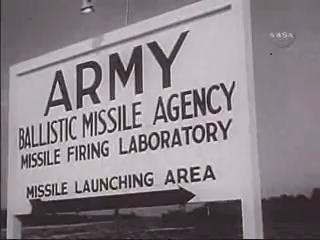 NASA
ARMY
BALLISTIC MISSILE AGENCY
MISSILE FIRING LABORATORY
MISSILE LAUNCHING AREA